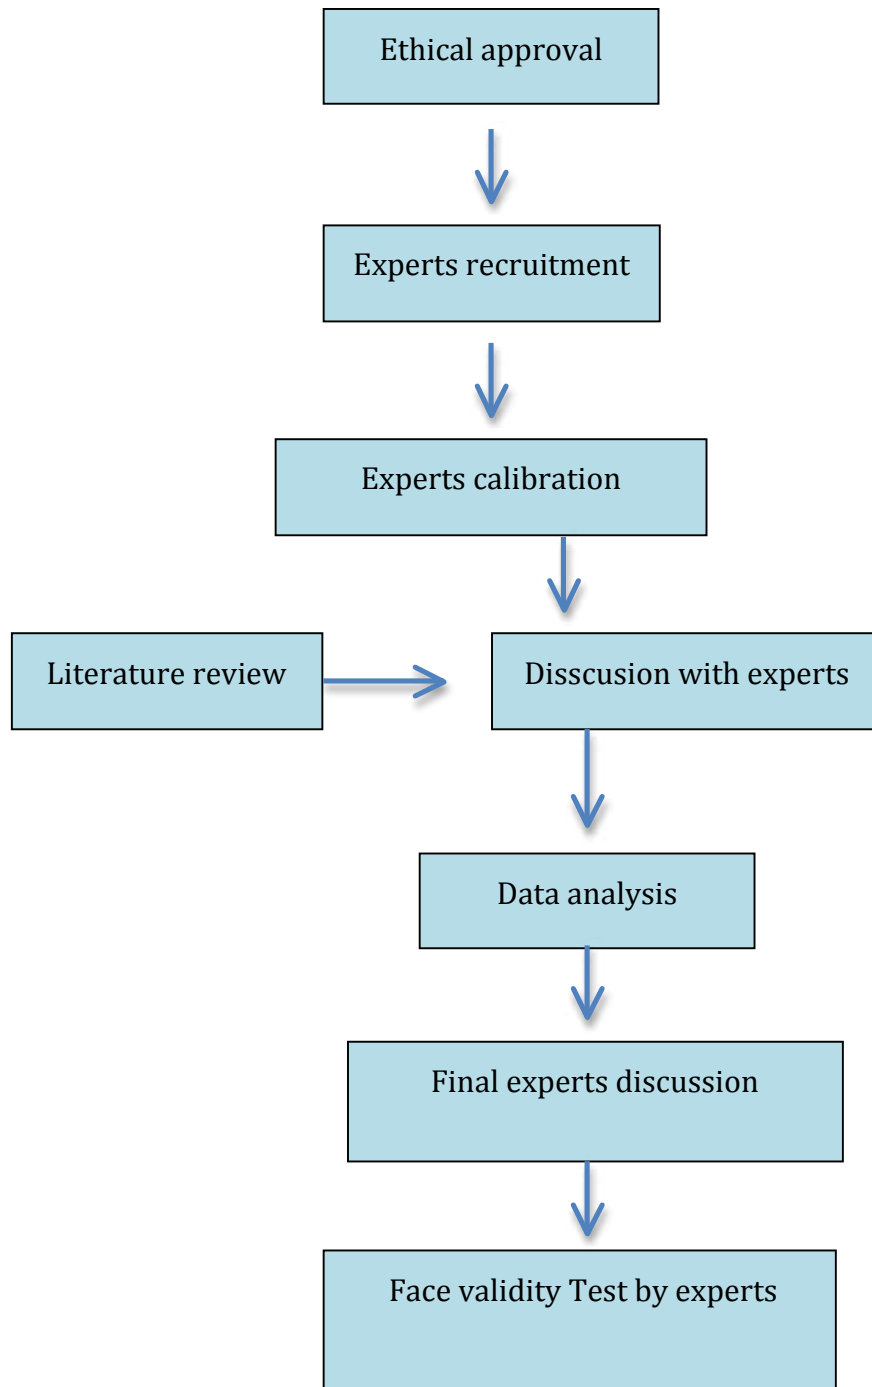 Ethical approval
Experts recruitment
Experts calibration
Literature review
Disscusion with experts
Data analysis
Final experts discussion
Face validity Test by experts